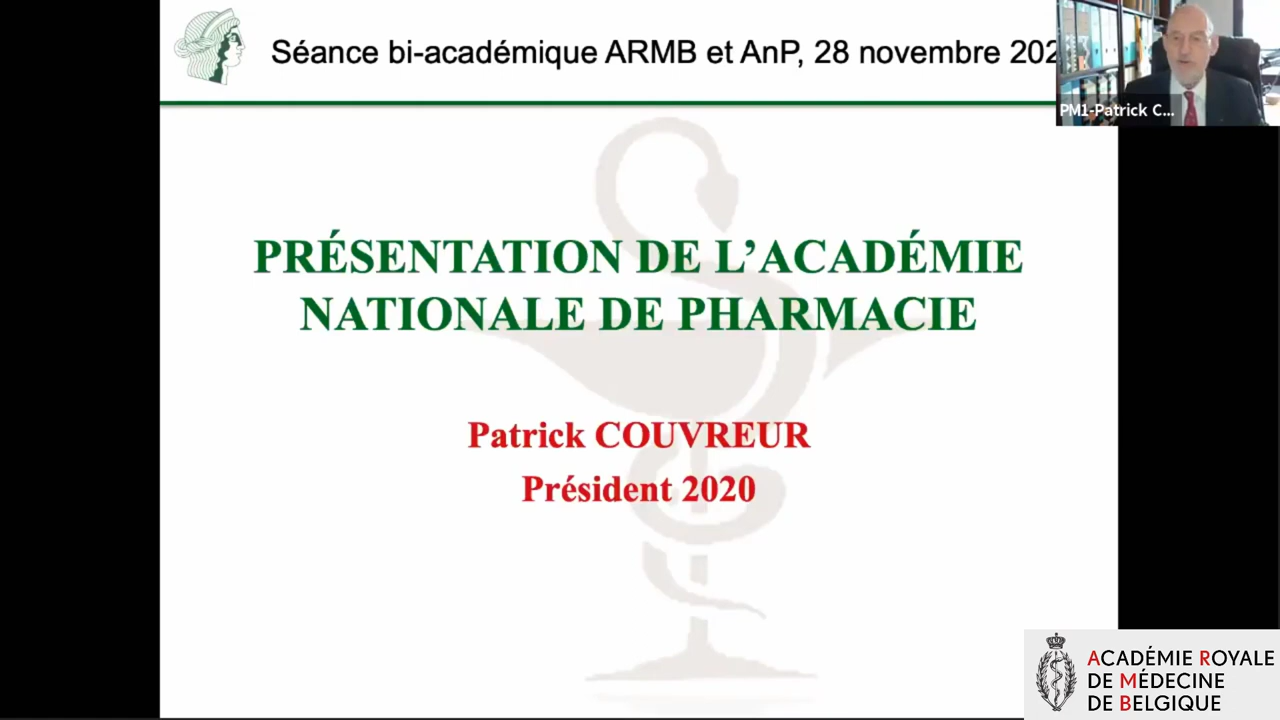 Séance bi-académique ARMB et AnP, 28 novembre 202
PM1-Patrick C...
PRÉSENTATION DE L’ACADÉMIE
NATIONALE DE PHARMACIE
Patrick COUVREUR
Président 2020
ACADÉMIE ROYALE
DE MÉDECINE
DE BELGIQUE